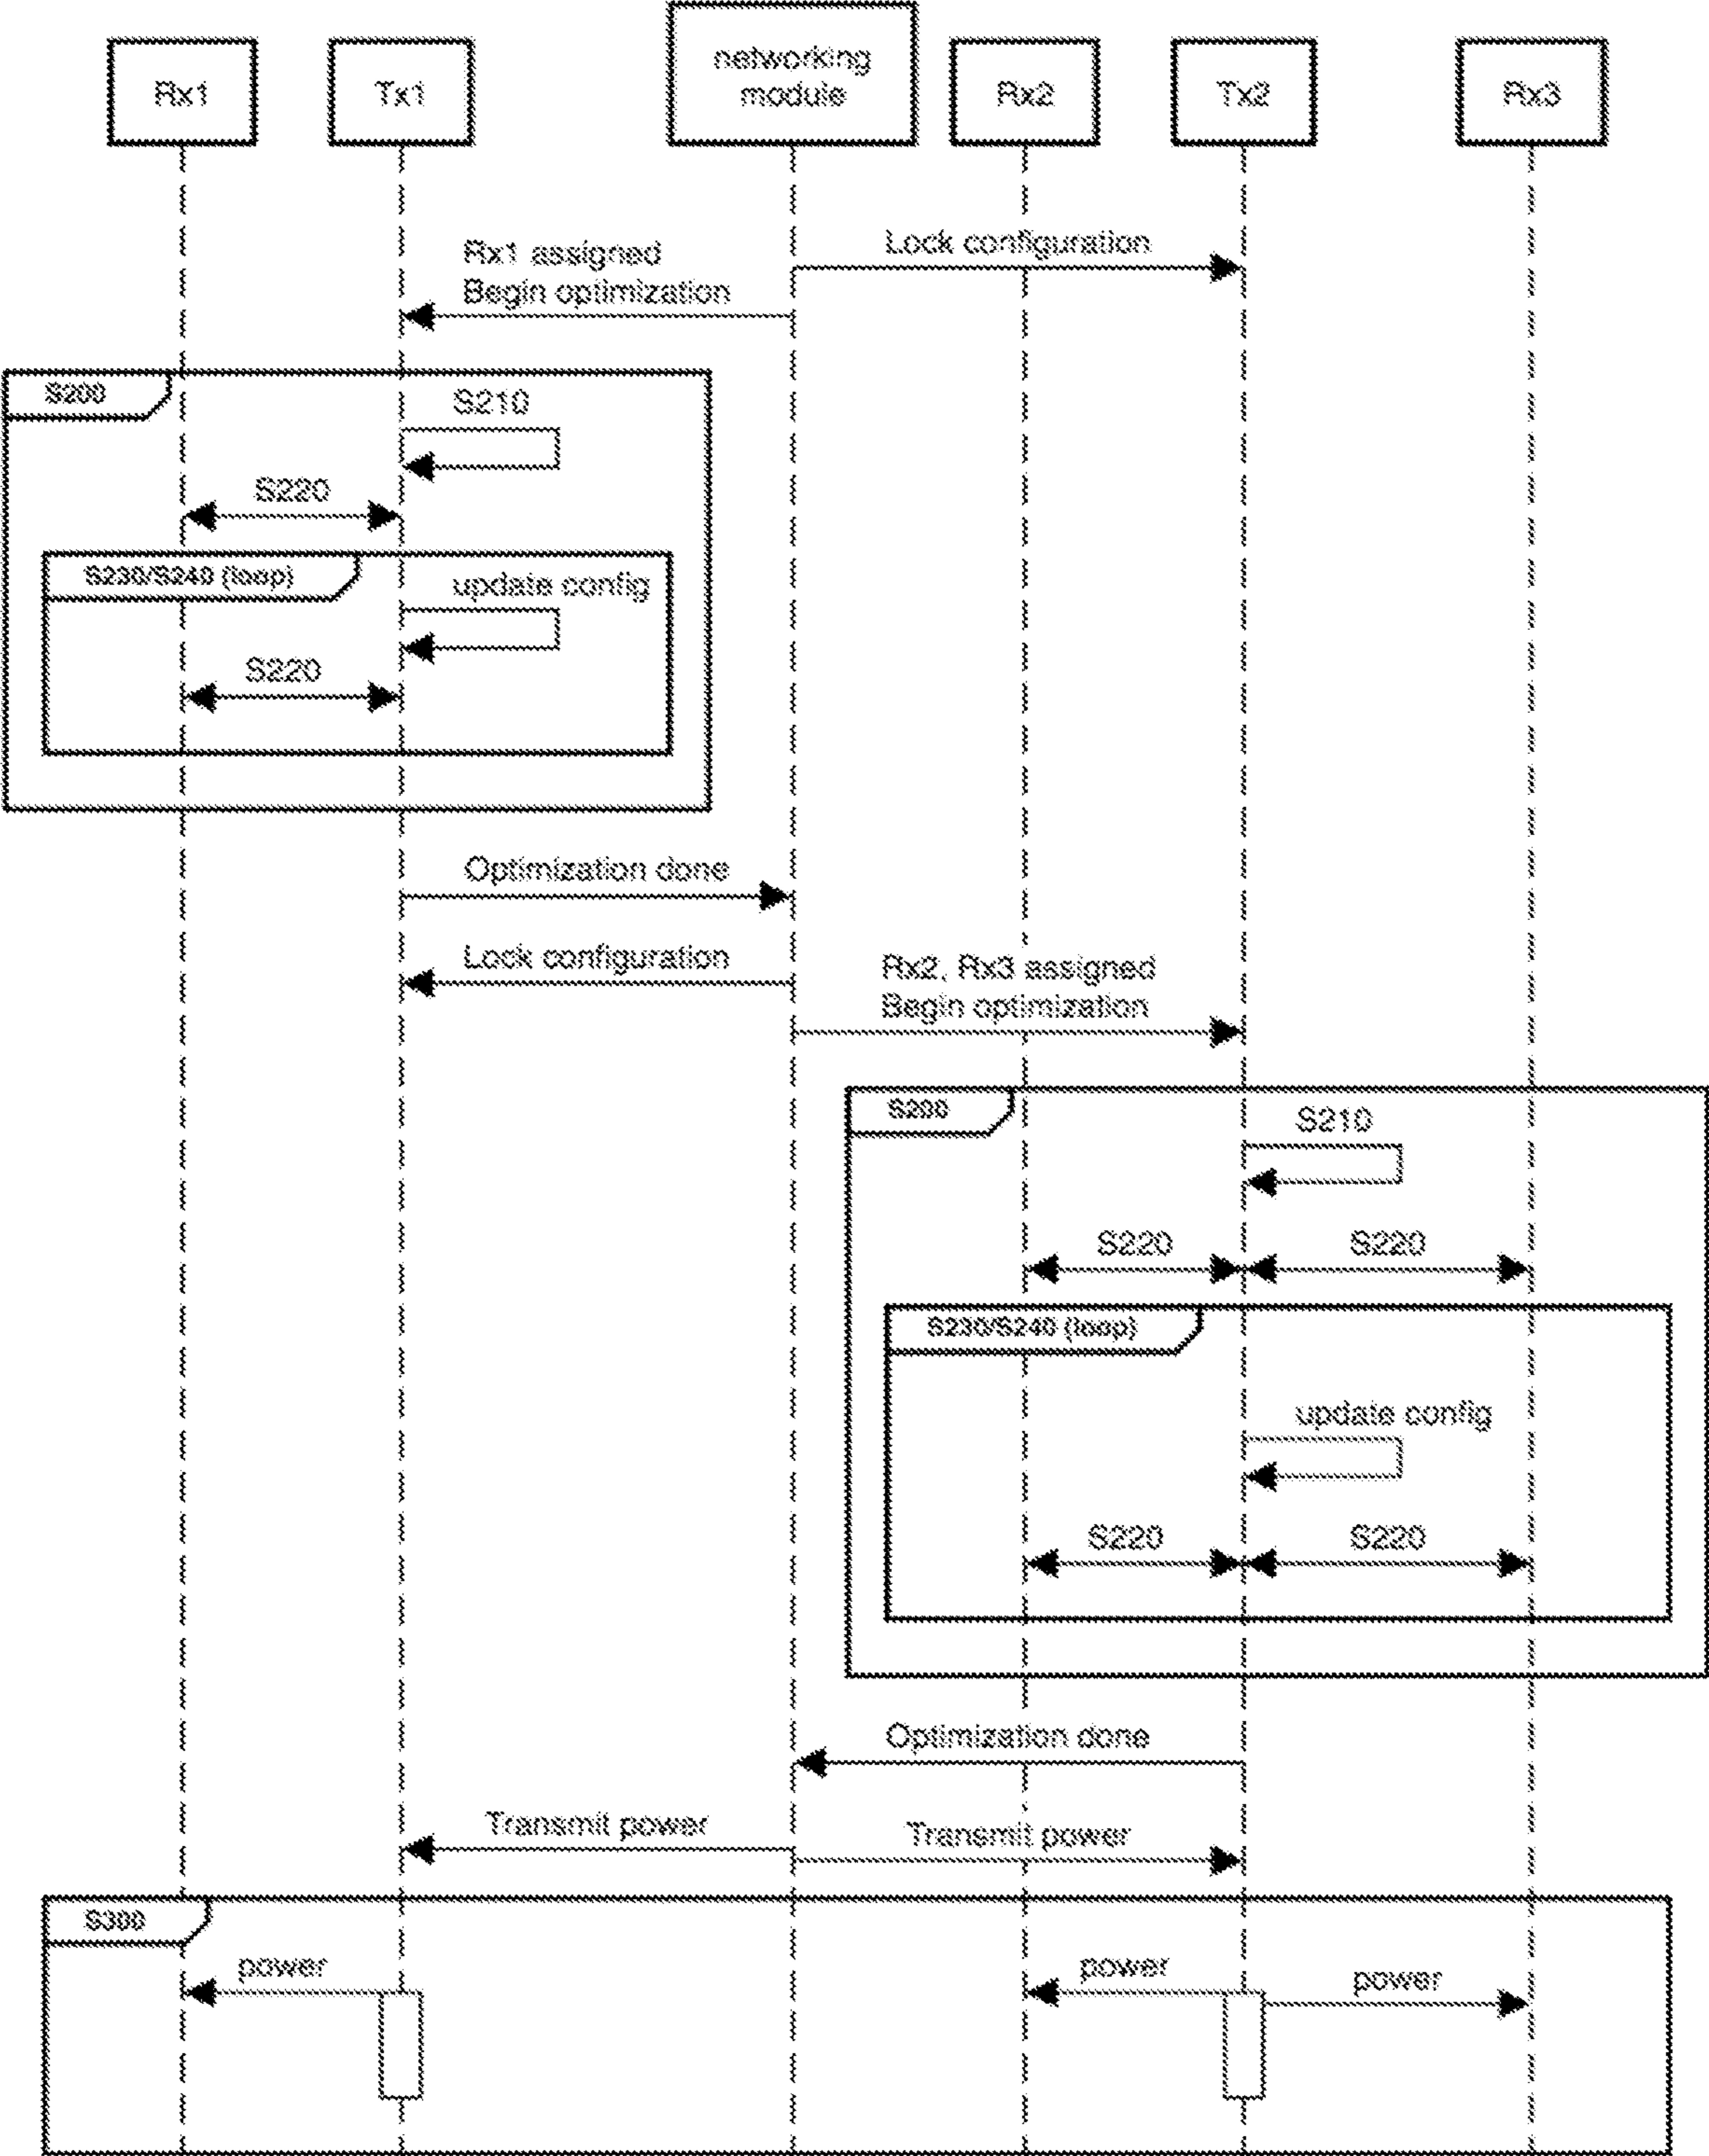 Rx1
Tx1
networking
module
Rx2
Tx2
Rx3
Lock configuration
Rx1 assigned
Begin optimization
S200
S210
S220
S230/S240 (loop)
update config
S220
Optimization done
Lock configuration
Rx2, Rx3 assigned
Begin optimization
S200
S210
S220
S220
S230/S240 (loop)
update config
S220
S220
Optimization done
Transmit power
Transmit power
S300
power
power
power